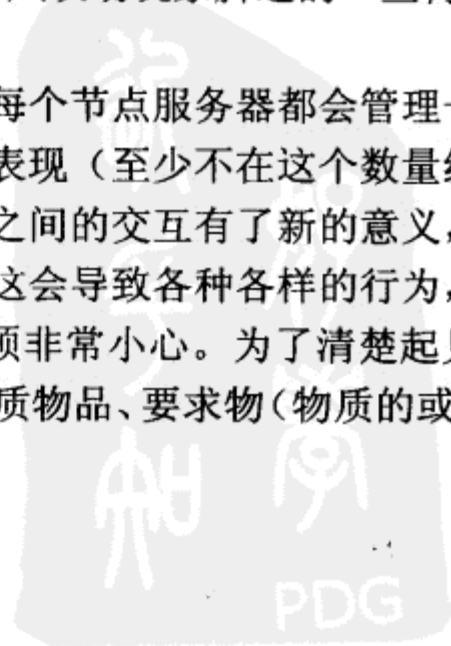 每个节点服务器都会管理
表现（至少不在这个数量
之间的交互有了新的意义，
这会导致各种各样的行为，
非常小心。为了清楚起
质物品、要求物（物质的或
知
PDG